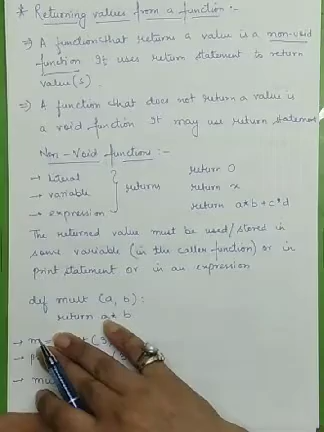 * Returning values from a function :-
⇒ A function that returns a value is a non-void
function It uses return statement to return
value(s).
⇒ A function that does not return a value is
a void function It may use return statement
Non-Void functions :-
→ literal
→ variable
→ expression
returns
return 0
return x
return a*b+c*d
The returned value must be used/stored in
some variable (in the caller function) or in
print statement or in an expression
def mult (a, b):
return a * b
→ m
→ p
→ mu